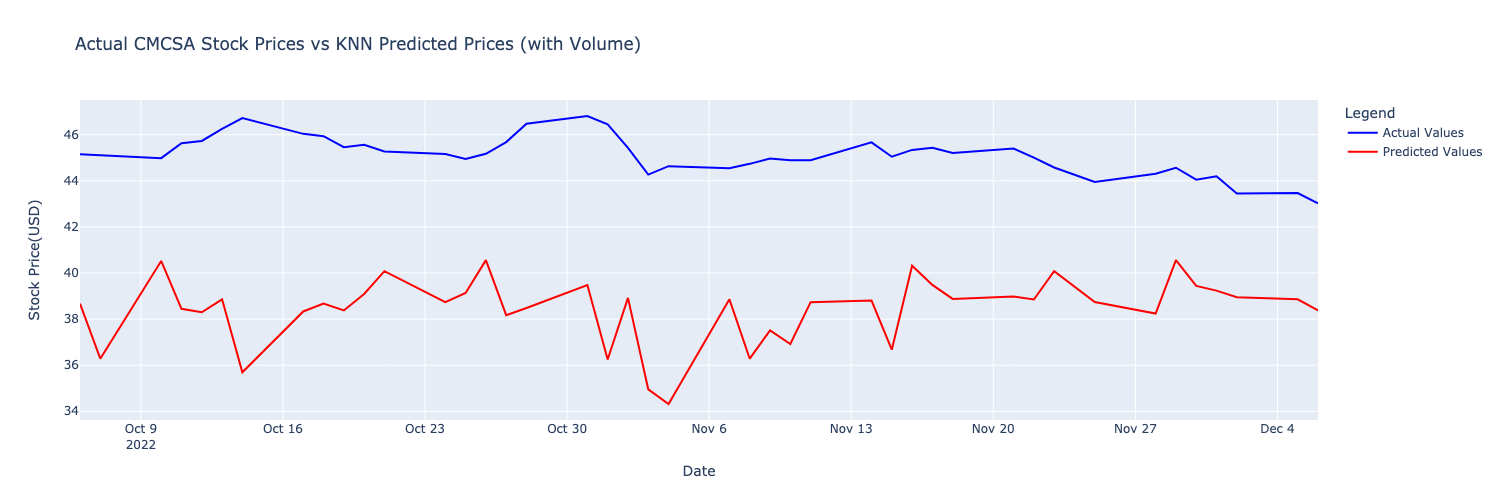 Actual CMCSA Stock Prices vs KNN Predicted Prices (with Volume)
Legend
Actual Values
Predicted Values
Stock Price(USD)
46
44
42
40
38
36
34
Oct 9
2022
Oct 16
Oct 23
Oct 30
Nov 6
Nov 13
Nov 20
Nov 27
Dec 4
Date